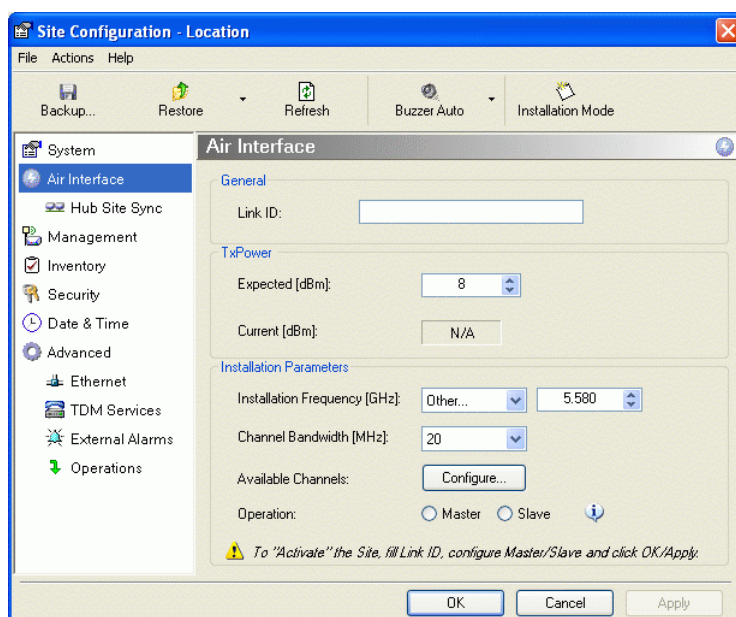 Site Configuration - Location
File Actions Help
Backup... Restore Refresh Buzzer Auto Installation Mode
System
Air Interface
Hub Site Sync
Management
Inventory
Security
Date & Time
Advanced
Ethernet
TDM Services
External Alarms
Operations
Air Interface
General
Link ID:
TxPower
Expected [dBm]: 8
Current [dBm]: N/A
Installation Parameters
Installation Frequency [GHz]: Other... 5.580
Channel Bandwidth [MHz]: 20
Available Channels: Configure...
Operation: Master Slave
To "Activate" the Site, fill Link ID, configure Master/Slave and click OK/Apply.
OK Cancel Apply